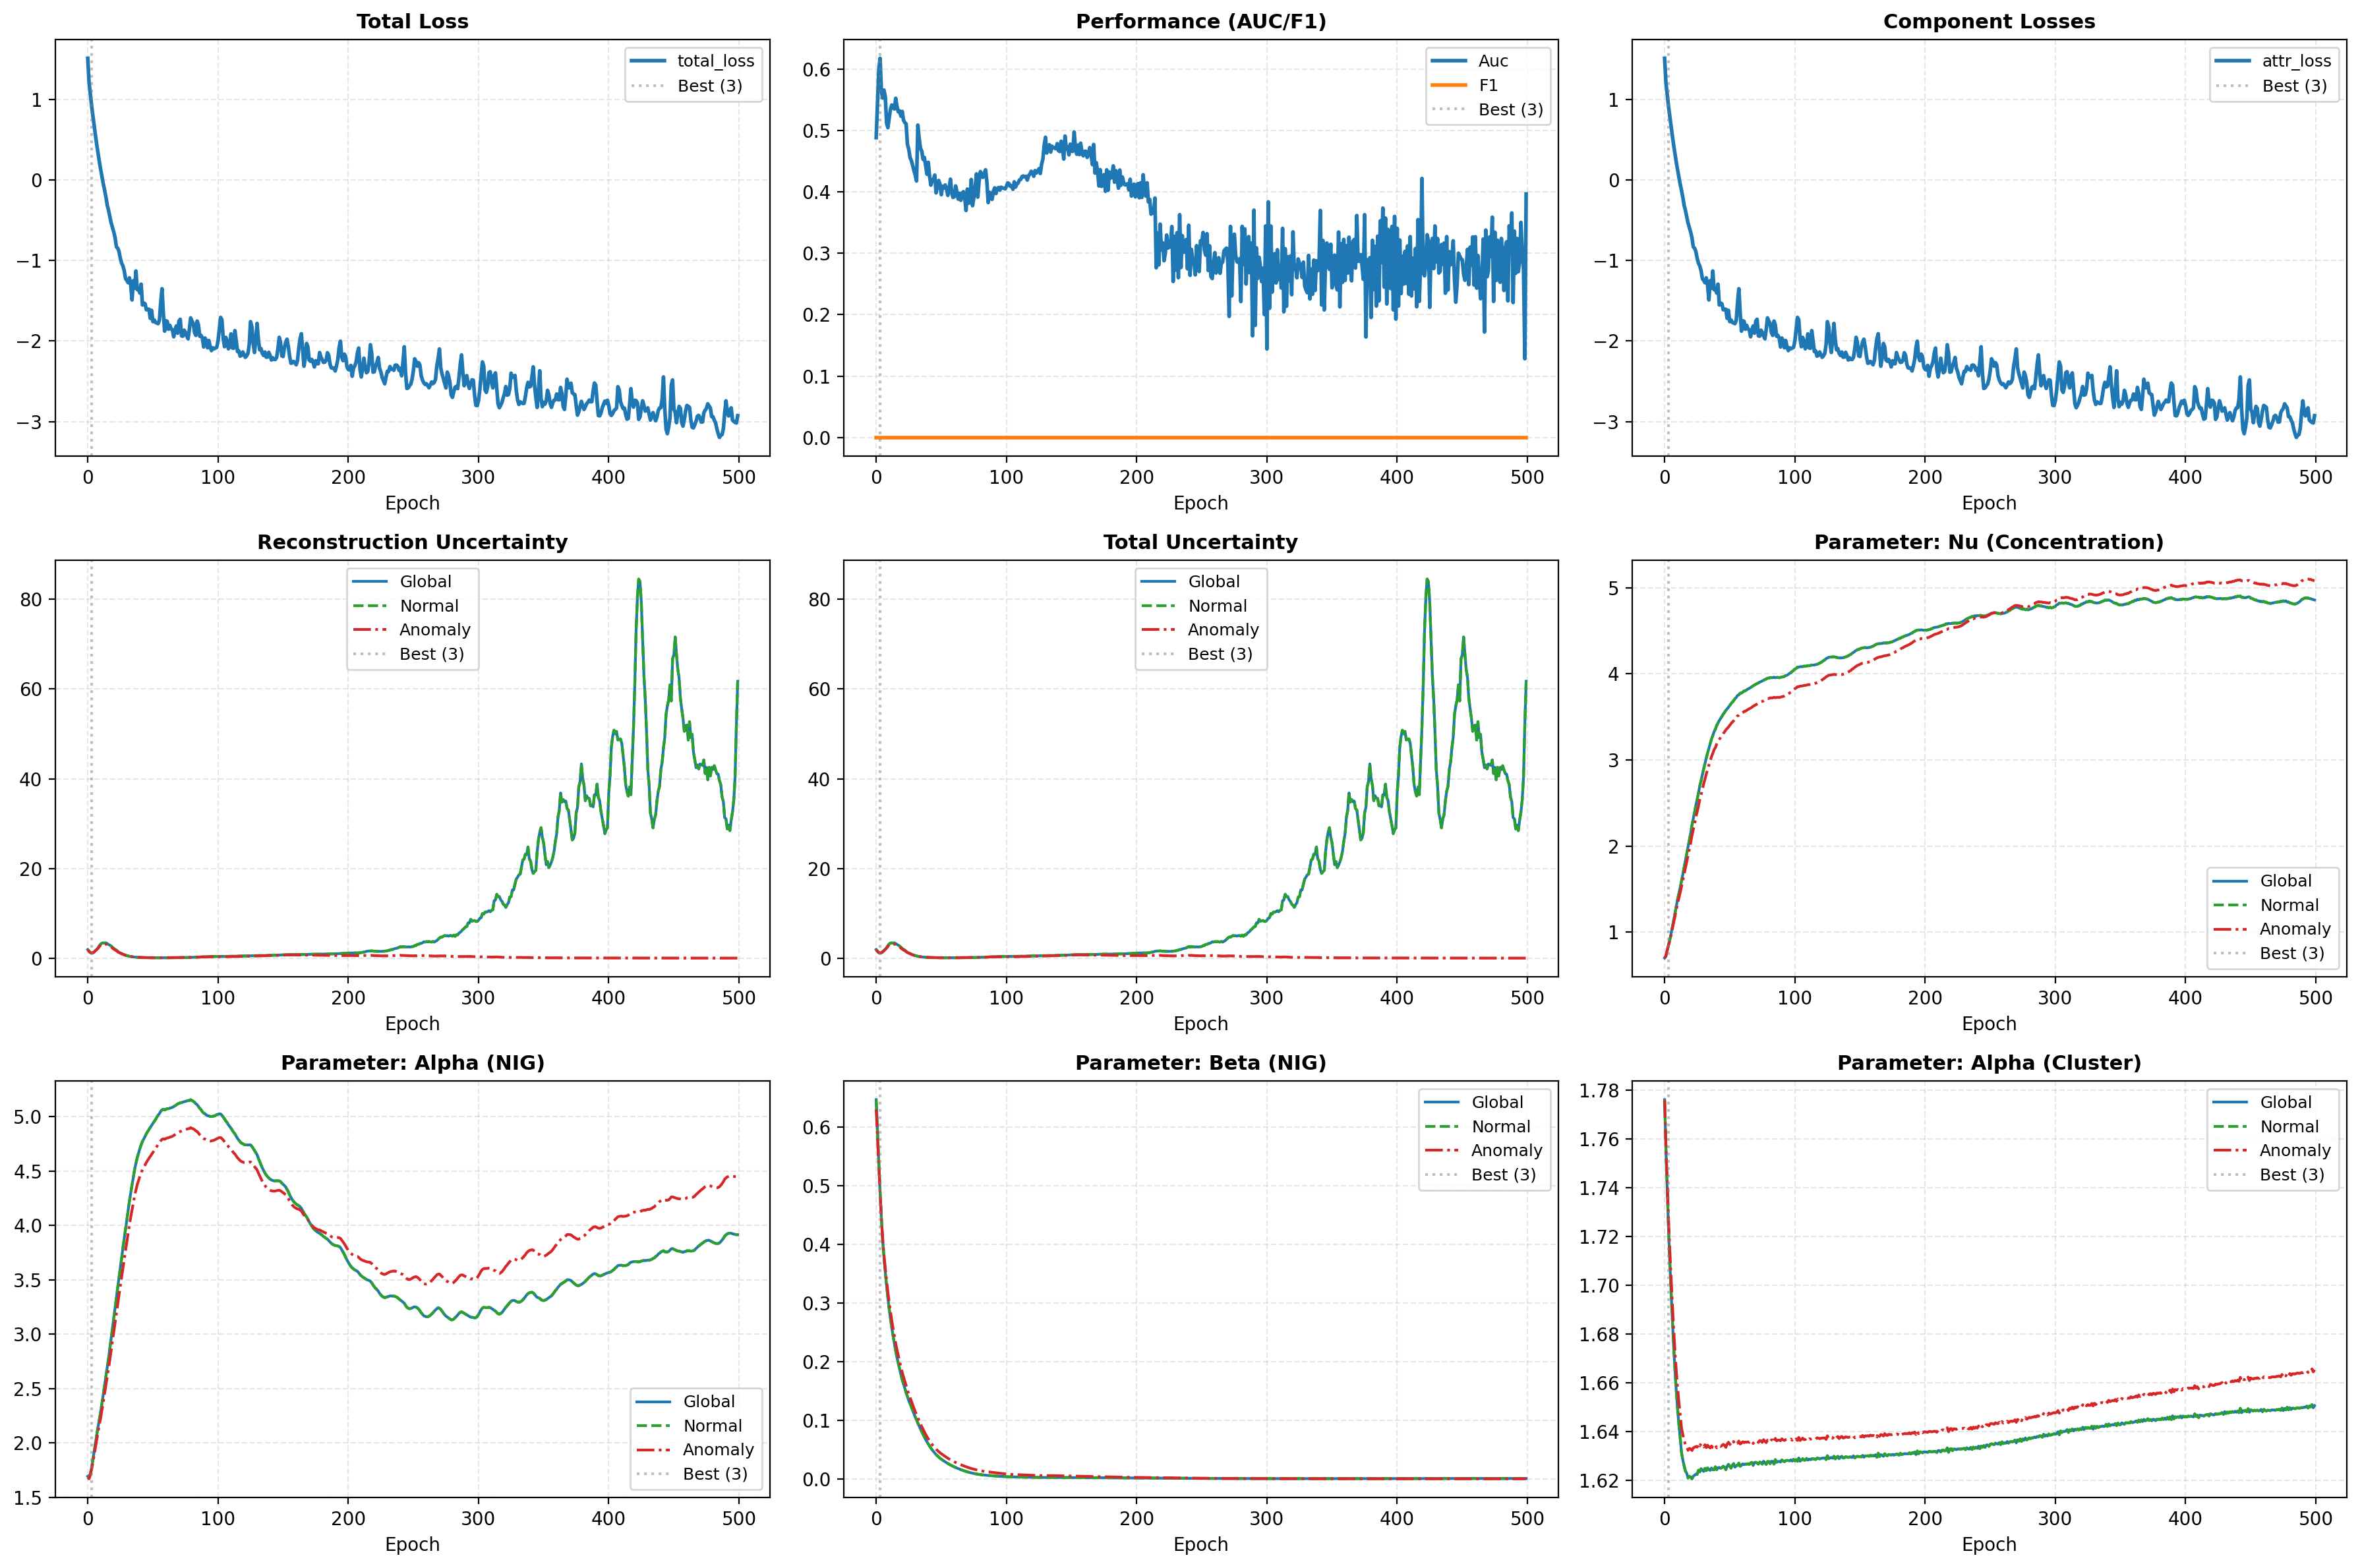 Total Loss
total_loss
Best (3)
1
0
−1
−2
−3
0 100 200 300 400 500
Epoch
Performance (AUC/F1)
Auc
F1
Best (3)
0.6
0.5
0.4
0.3
0.2
0.1
0.0
0 100 200 300 400 500
Epoch
Component Losses
attr_loss
Best (3)
1
0
−1
−2
−3
0 100 200 300 400 500
Epoch
Reconstruction Uncertainty
Global
Normal
Anomaly
Best (3)
80
60
40
20
0
0 100 200 300 400 500
Epoch
Total Uncertainty
Global
Normal
Anomaly
Best (3)
80
60
40
20
0
0 100 200 300 400 500
Epoch
Parameter: Nu (Concentration)
5
4
3
2
1
Global
Normal
Anomaly
Best (3)
0 100 200 300 400 500
Epoch
Parameter: Alpha (NIG)
5.0
4.5
4.0
3.5
3.0
2.5
2.0
1.5
Global
Normal
Anomaly
Best (3)
0 100 200 300 400 500
Epoch
Parameter: Beta (NIG)
Global
Normal
Anomaly
Best (3)
0.6
0.5
0.4
0.3
0.2
0.1
0.0
0 100 200 300 400 500
Epoch
Parameter: Alpha (Cluster)
Global
Normal
Anomaly
Best (3)
1.78
1.76
1.74
1.72
1.70
1.68
1.66
1.64
1.62
0 100 200 300 400 500
Epoch